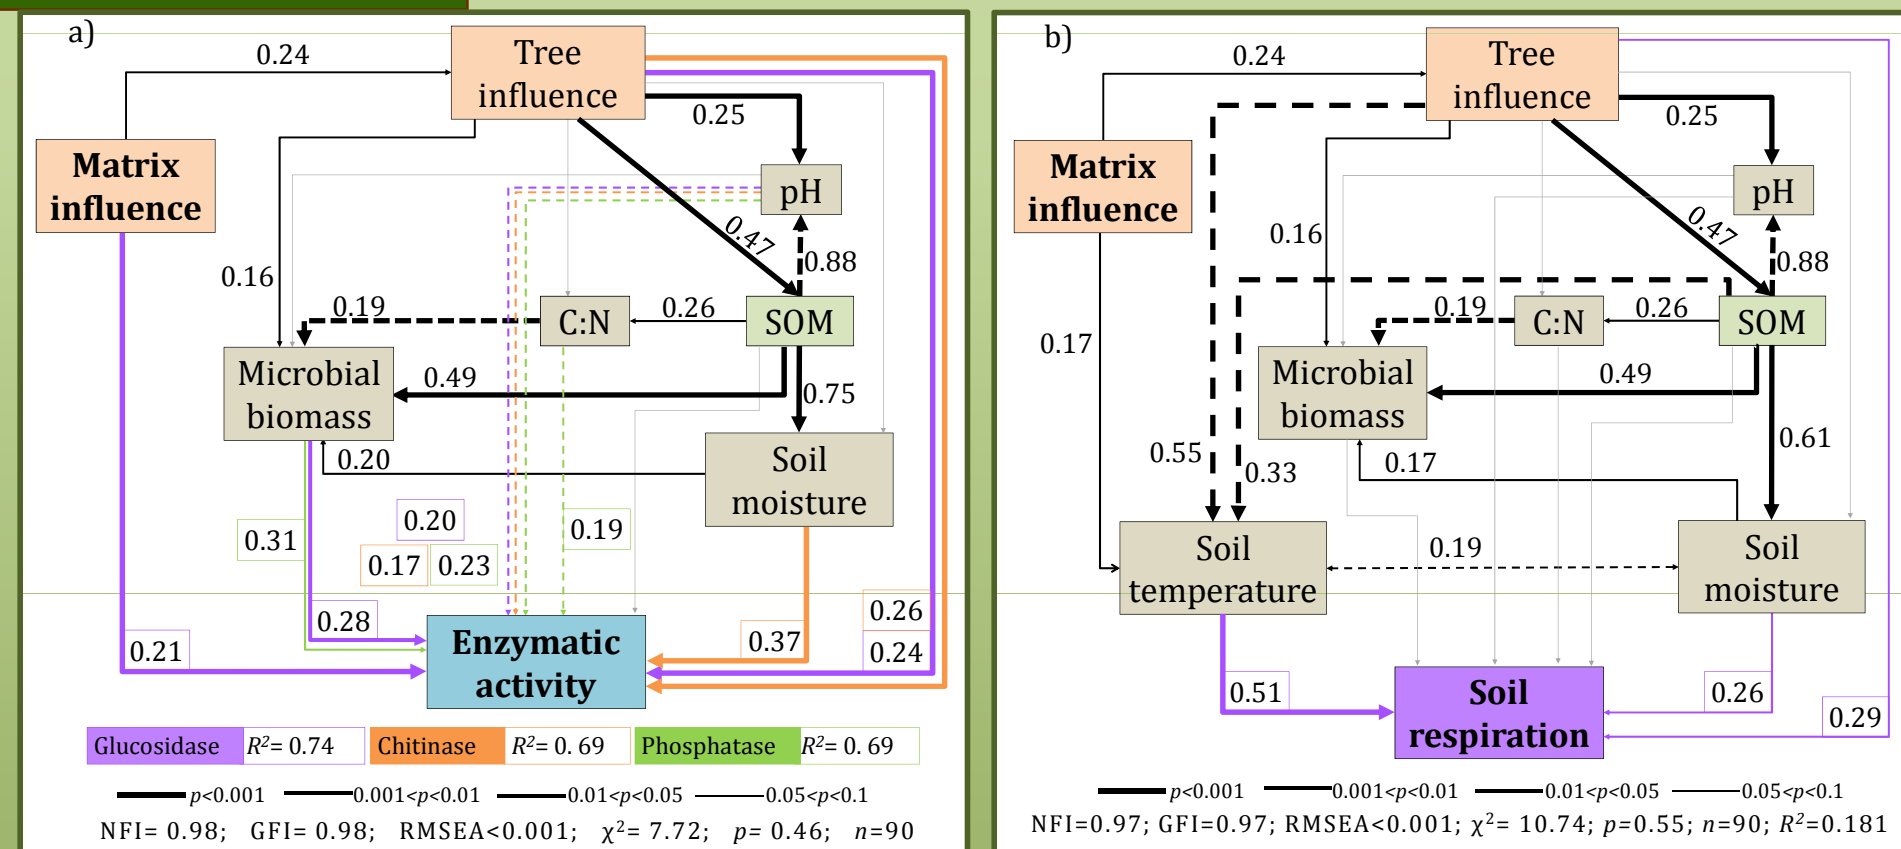 a)
0.24
Tree
influence
0.25
Matrix
influence
pH
0.47
0.16
0.88
0.19
C:N
0.26
SOM
Microbial
biomass
0.49
0.75
0.20
Soil
moisture
0.20
0.19
0.31
0.17
0.23
0.28
0.26
0.21
Enzymatic
activity
0.37
0.24
Glucosidase R²= 0.74 Chitinase R²= 0. 69 Phosphatase R²= 0. 69
p<0.001 0.001<p<0.01 0.01<p<0.05 0.05<p<0.1
NFI= 0.98; GFI= 0.98; RMSEA<0.001; χ²= 7.72; p= 0.46; n=90
b)
0.24
Tree
influence
0.25
Matrix
influence
pH
0.47
0.16
0.88
0.19
C:N
0.26
SOM
0.17
Microbial
biomass
0.49
0.61
0.55
0.33
0.17
Soil
temperature
0.19
Soil
moisture
0.51
Soil
respiration
0.26
0.29
p<0.001 0.001<p<0.01 0.01<p<0.05 0.05<p<0.1
NFI=0.97; GFI=0.97; RMSEA<0.001; χ²= 10.74; p=0.55; n=90; R²=0.181